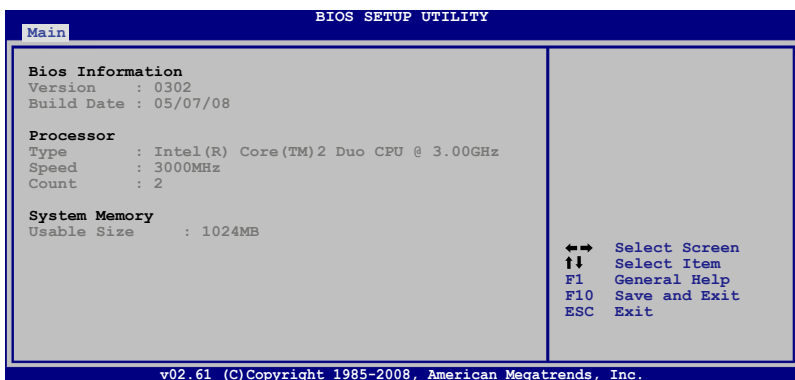 BIOS SETUP UTILITY
Main
Bios Information
Version : 0302
Build Date : 05/07/08
Processor
Type : Intel(R) Core(TM)2 Duo CPU @ 3.00GHz
Speed : 3000MHz
Count : 2
System Memory
Usable Size : 1024MB
←→ Select Screen
↑↓ Select Item
F1 General Help
F10 Save and Exit
ESC Exit
v02.61 (C)Copyright 1985-2008, American Megatrends, Inc.